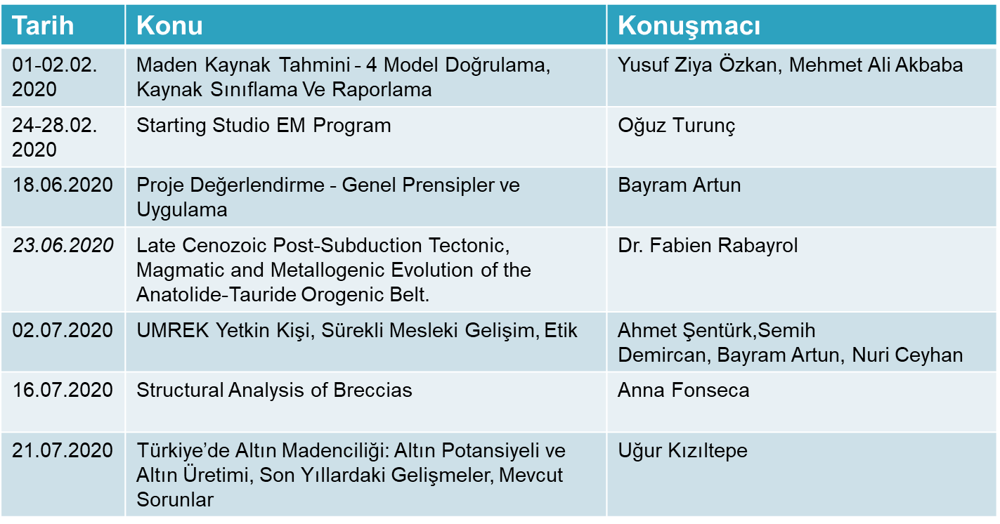 Tarih Konu Konuşmacı
01-02.02. Maden Kaynak Tahmini - 4 Model Doğrulama, Yusuf Ziya Özkan, Mehmet Ali Akbaba
2020 Kaynak Sınıflama Ve Raporlama
24-28.02. Starting Studio EM Program Oğuz Turunç
2020
18.06.2020 Proje Değerlendirme - Genel Prensipler ve Bayram Artun
Uygulama
23.06.2020 Late Cenozoic Post-Subduction Tectonic, Dr. Fabien Rabayrol
Magmatic and Metallogenic Evolution of the
Anatolide-Tauride Orogenic Belt.
02.07.2020 UMREK Yetkin Kişi, Sürekli Mesleki Gelişim, Etik Ahmet Şentürk,Semih
Demircan, Bayram Artun, Nuri Ceyhan
16.07.2020 Structural Analysis of Breccias Anna Fonseca
21.07.2020 Türkiye’de Altın Madenciliği: Altın Potansiyeli ve Uğur Kızıltepe
Altın Üretimi, Son Yıllardaki Gelişmeler, Mevcut
Sorunlar